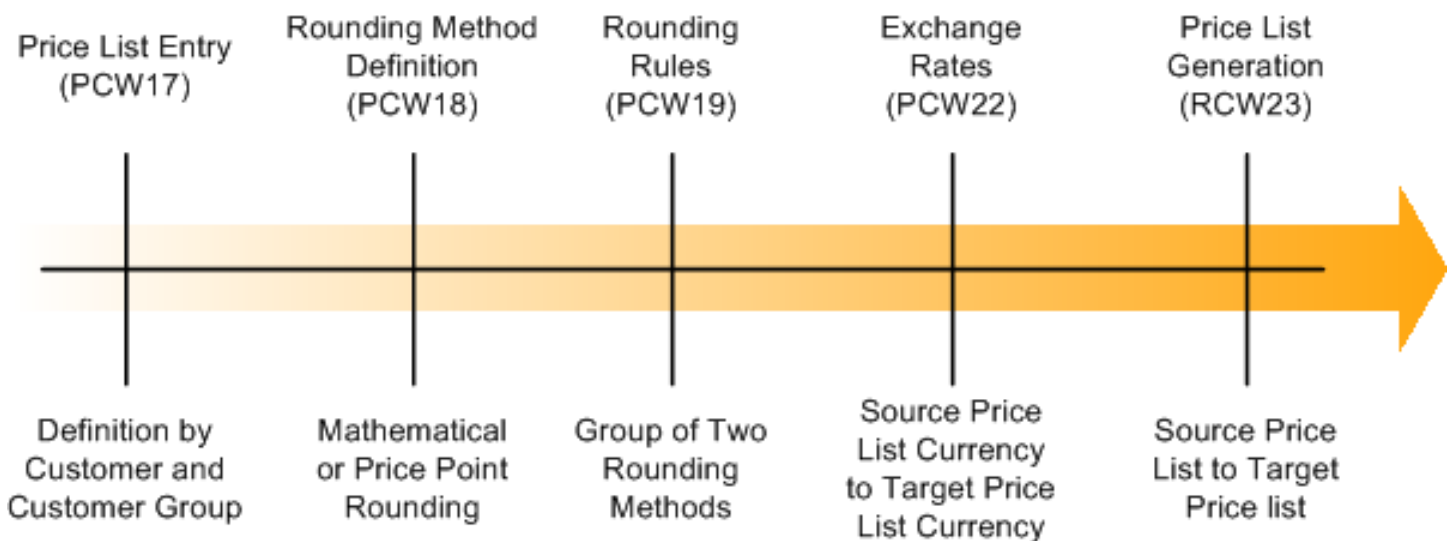 Price List Entry
(PCW17)
Rounding Method
Definition
(PCW18)
Rounding
Rules
(PCW19)
Exchange
Rates
(PCW22)
Price List
Generation
(RCW23)
Definition by
Customer and
Customer Group
Mathematical
or Price Point
Rounding
Group of Two
Rounding
Methods
Source Price
List Currency
to Target Price
List Currency
Source Price
List to Target
Price list